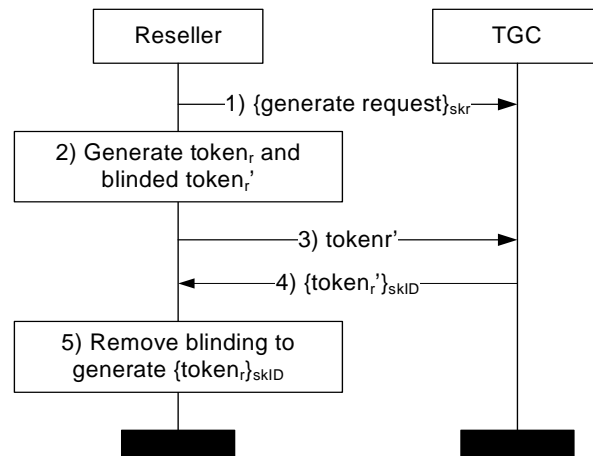 Reseller
TGC
1) {generate request}skr
2) Generate tokenr and
blinded tokenr’
3) tokenr’
4) {tokenr’}skID
5) Remove blinding to
generate {tokenr}skID